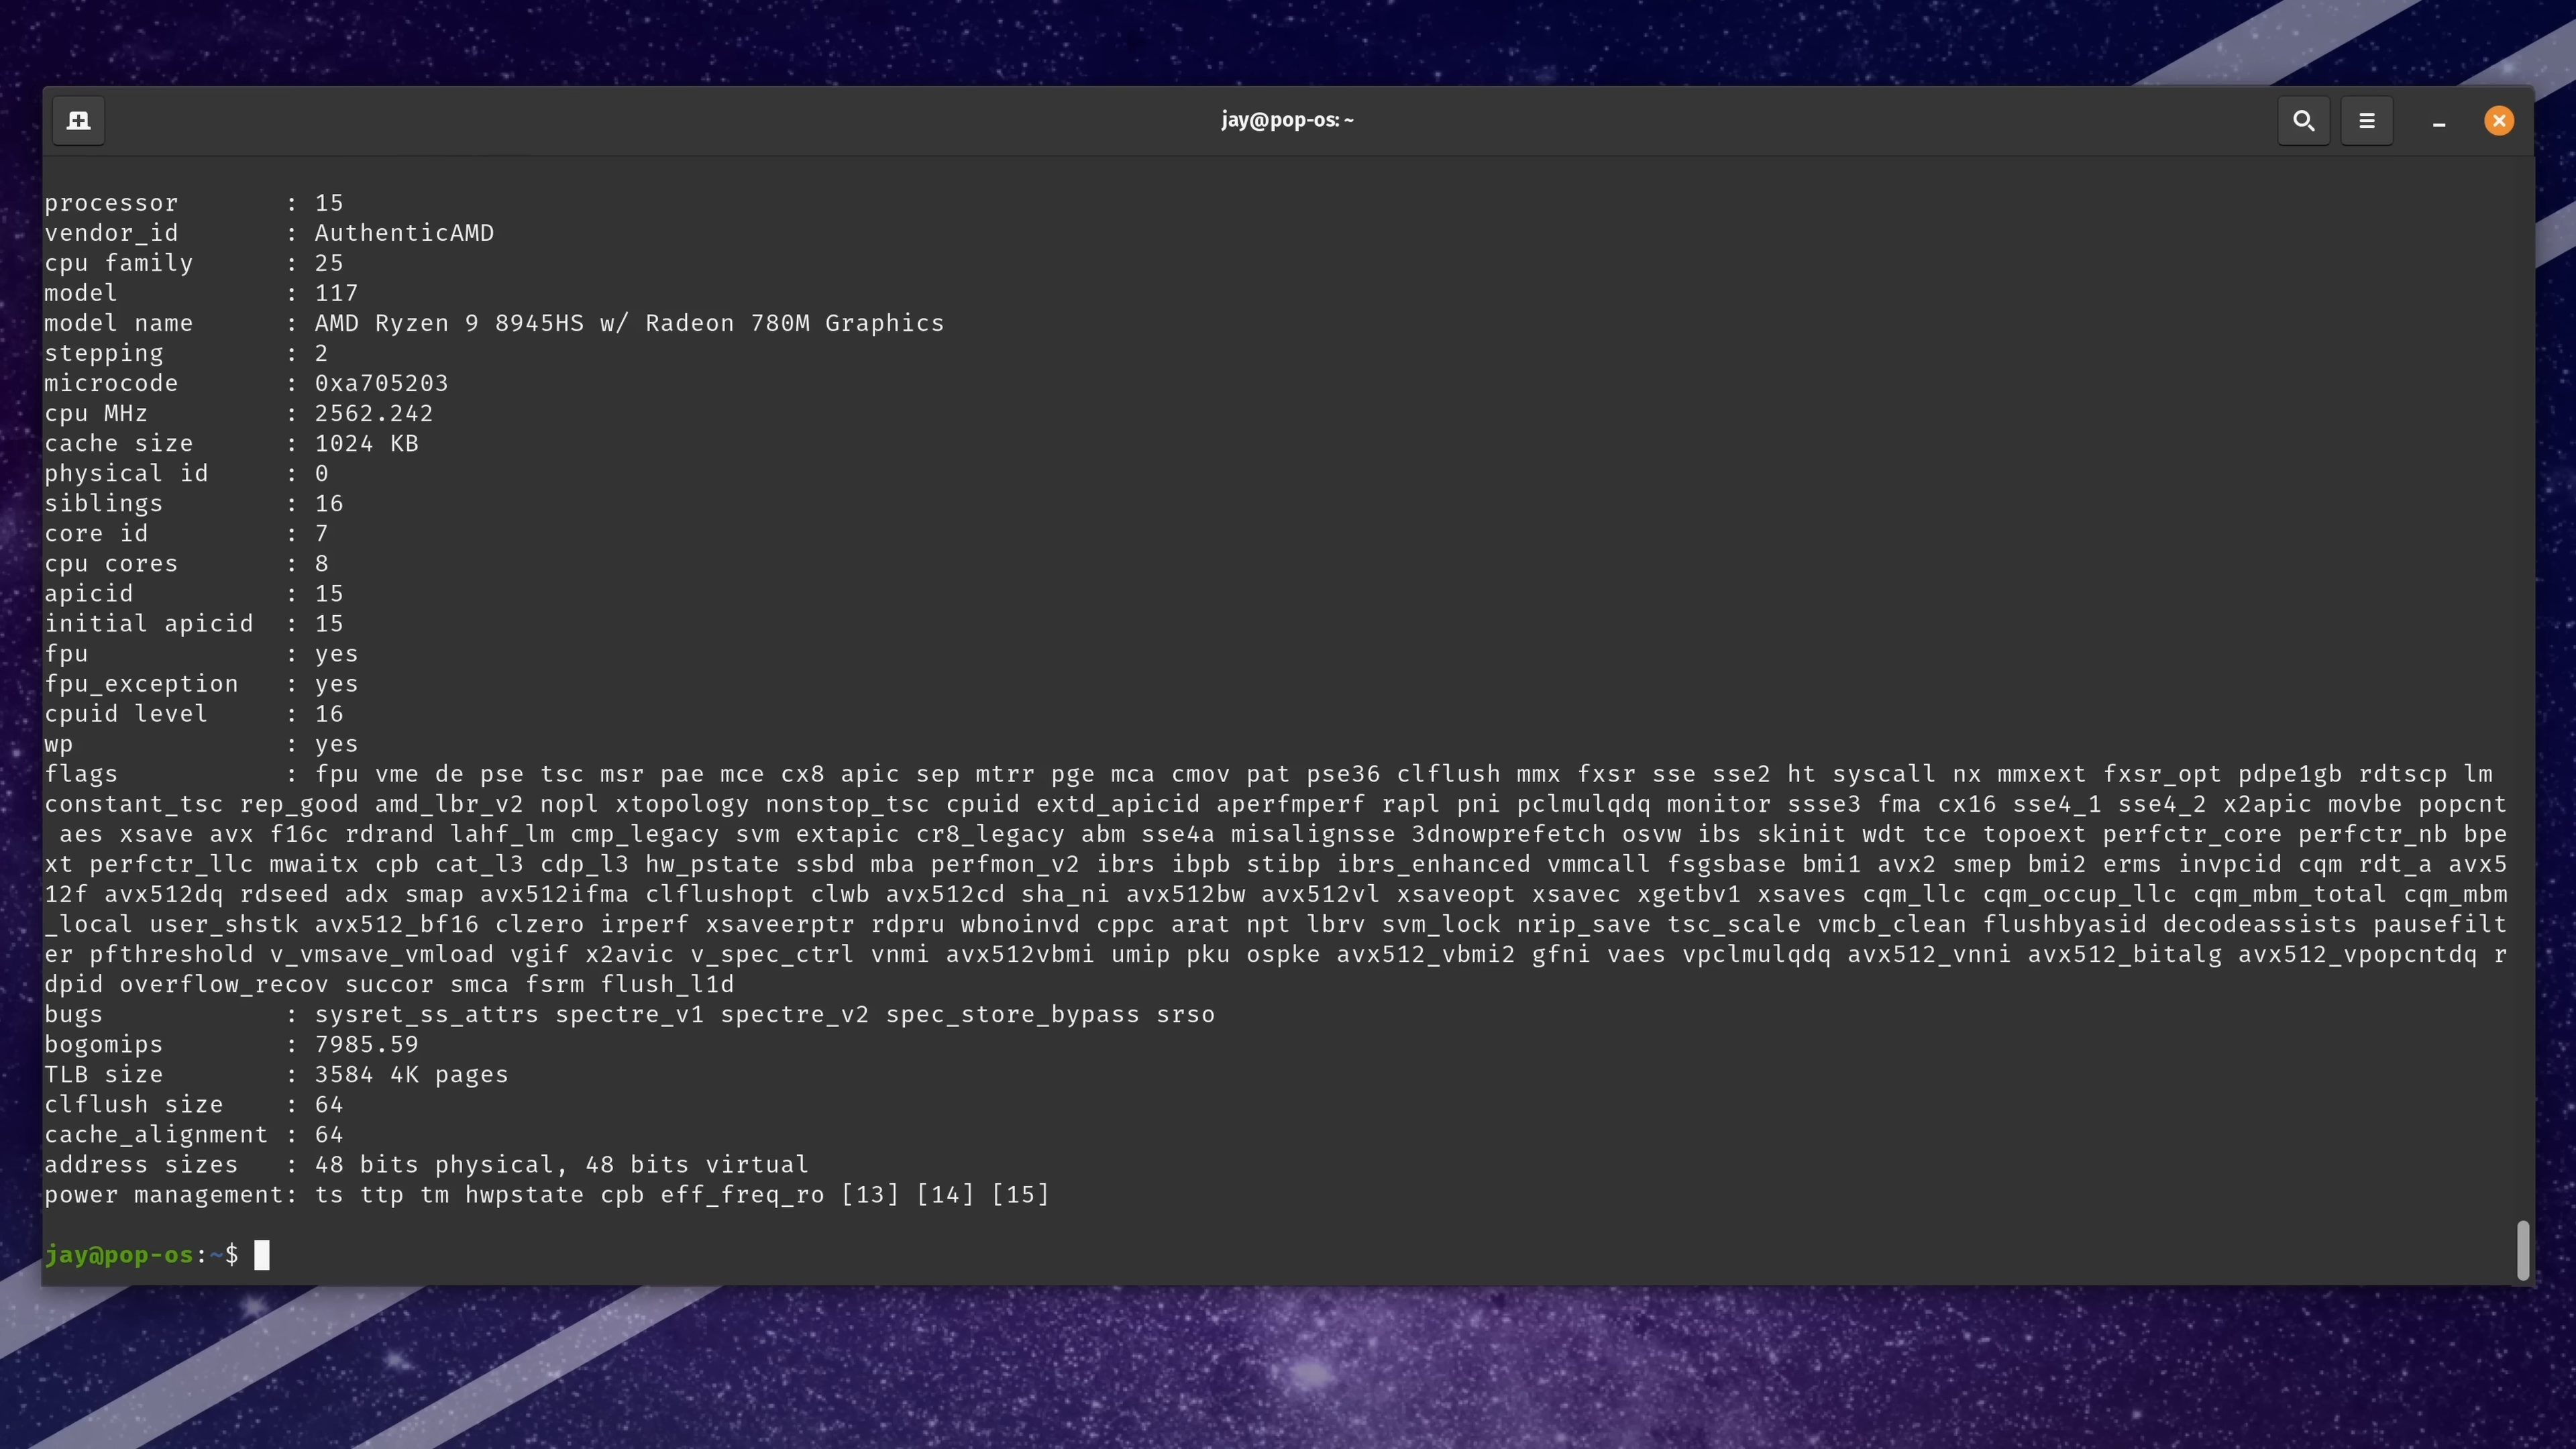 jay@pop-os: ~
processor : 15
vendor_id : AuthenticAMD
cpu family : 25
model : 117
model name : AMD Ryzen 9 8945HS w/ Radeon 780M Graphics
stepping : 2
microcode : 0xa705203
cpu MHz : 2562.242
cache size : 1024 KB
physical id : 0
siblings : 16
core id : 7
cpu cores : 8
apicid : 15
initial apicid : 15
fpu : yes
fpu_exception : yes
cpuid level : 16
wp : yes
flags : fpu vme de pse tsc msr pae mce cx8 apic sep mtrr pge mca cmov pat pse36 clflush mmx fxsr sse sse2 ht syscall nx mmxext fxsr_opt pdpe1gb rdtscp lm
constant_tsc rep_good amd_lbr_v2 nopl xtopology nonstop_tsc cpuid extd_apicid aperfmperf rapl pni pclmulqdq monitor ssse3 fma cx16 sse4_1 sse4_2 x2apic movbe popcnt
aes xsave avx f16c rdrand lahf_lm cmp_legacy svm extapic cr8_legacy abm sse4a misalignsse 3dnowprefetch osvw ibs skinit wdt tce topoext perfctr_core perfctr_nb bpe
xt perfctr_llc mwaitx cpb cat_l3 cdp_l3 hw_pstate ssbd mba perfmon_v2 ibrs ibpb stibp ibrs_enhanced vmmcall fsgsbase bmi1 avx2 smep bmi2 erms invpcid cqm rdt_a avx5
12f avx512dq rdseed adx smap avx512ifma clflushopt clwb avx512cd sha_ni avx512bw avx512vl xsaveopt xsavec xgetbv1 xsaves cqm_llc cqm_occup_llc cqm_mbm_total cqm_mbm
_local user_shstk avx512_bf16 clzero irperf xsaveerptr rdpru wbnoinvd cppc arat npt lbrv svm_lock nrip_save tsc_scale vmcb_clean flushbyasid decodeassists pausefilt
er pfthreshold v_vmsave_vmload vgif x2avic v_spec_ctrl vnmi avx512vbmi umip pku ospke avx512_vbmi2 gfni vaes vpclmulqdq avx512_vnni avx512_bitalg avx512_vpopcntdq r
dpid overflow_recov succor smca fsrm flush_l1d
bugs : sysret_ss_attrs spectre_v1 spectre_v2 spec_store_bypass srso
bogomips : 7985.59
TLB size : 3584 4K pages
clflush size : 64
cache_alignment : 64
address sizes : 48 bits physical, 48 bits virtual
power management: ts ttp tm hwpstate cpb eff_freq_ro [13] [14] [15]
jay@pop-os:~$